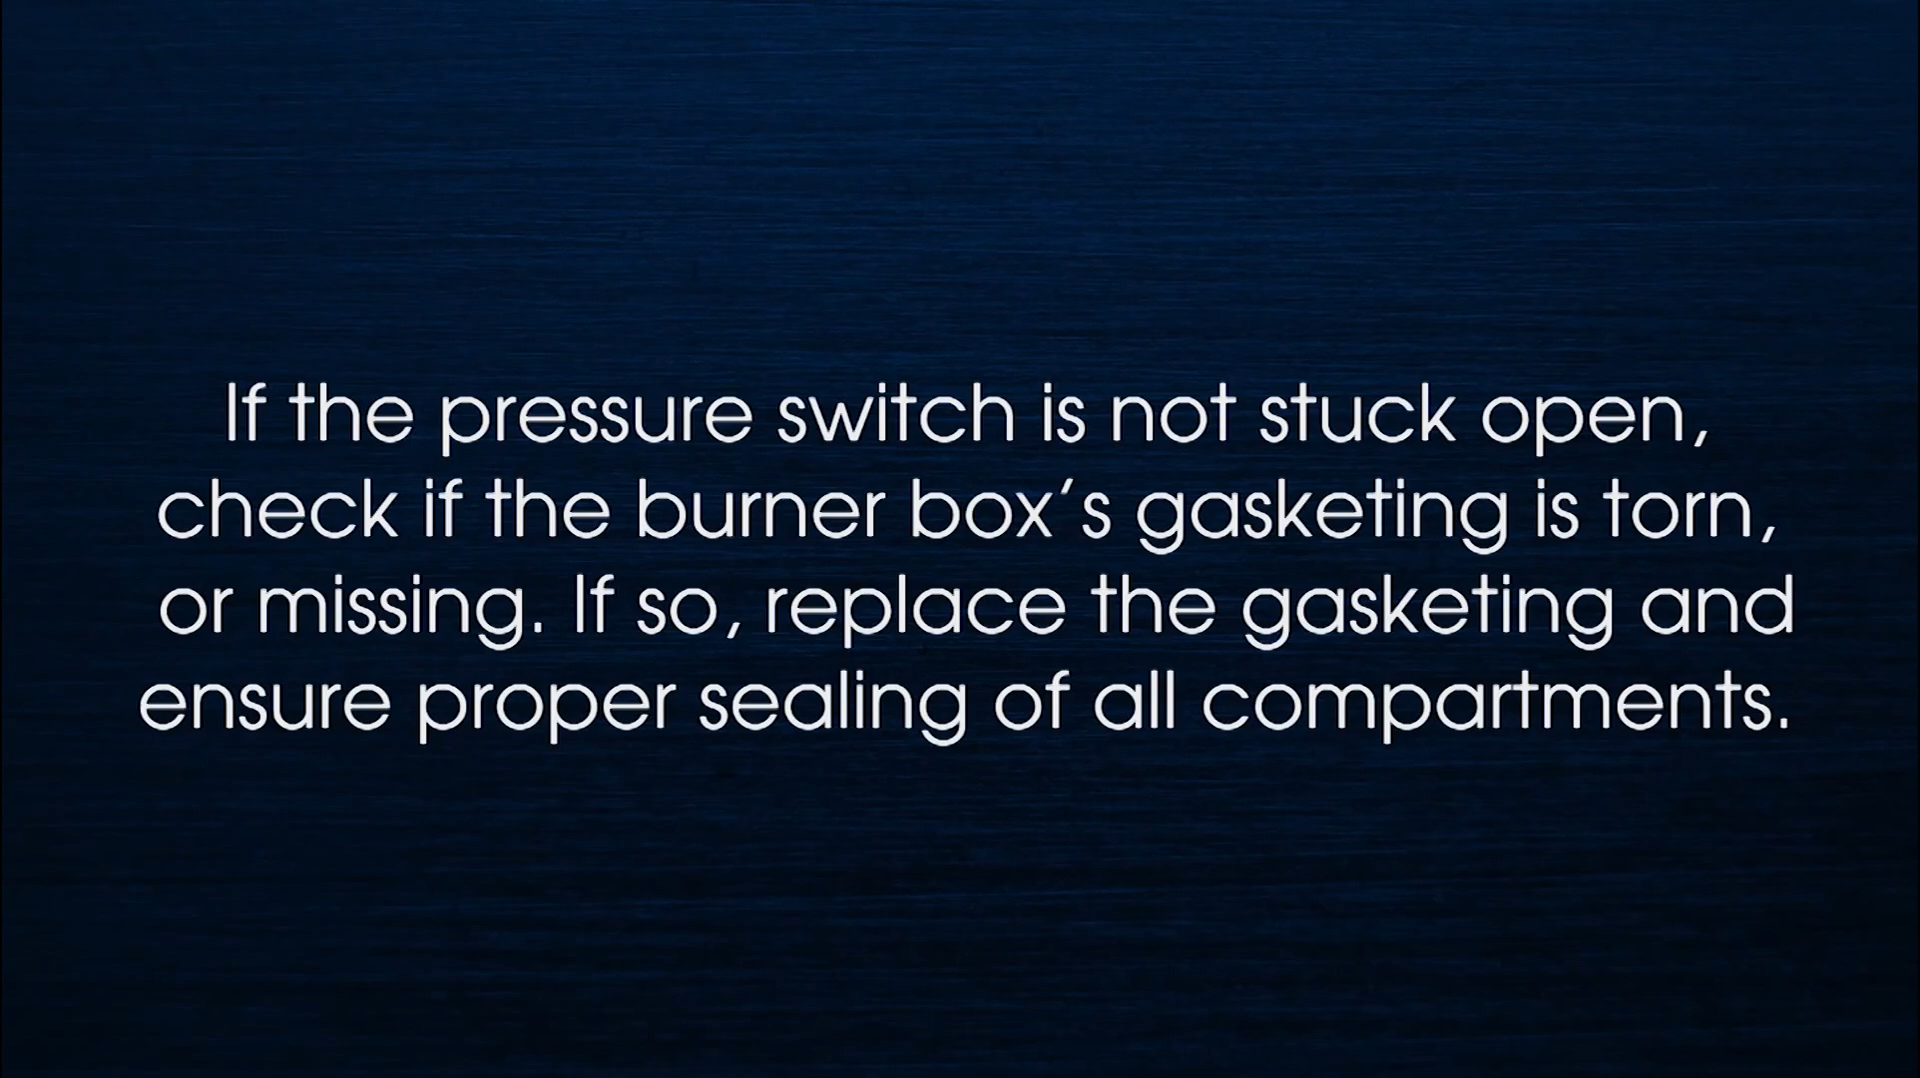 If the pressure switch is not stuck open,
check if the burner box’s gasketing is torn,
or missing. If so, replace the gasketing and
ensure proper sealing of all compartments.